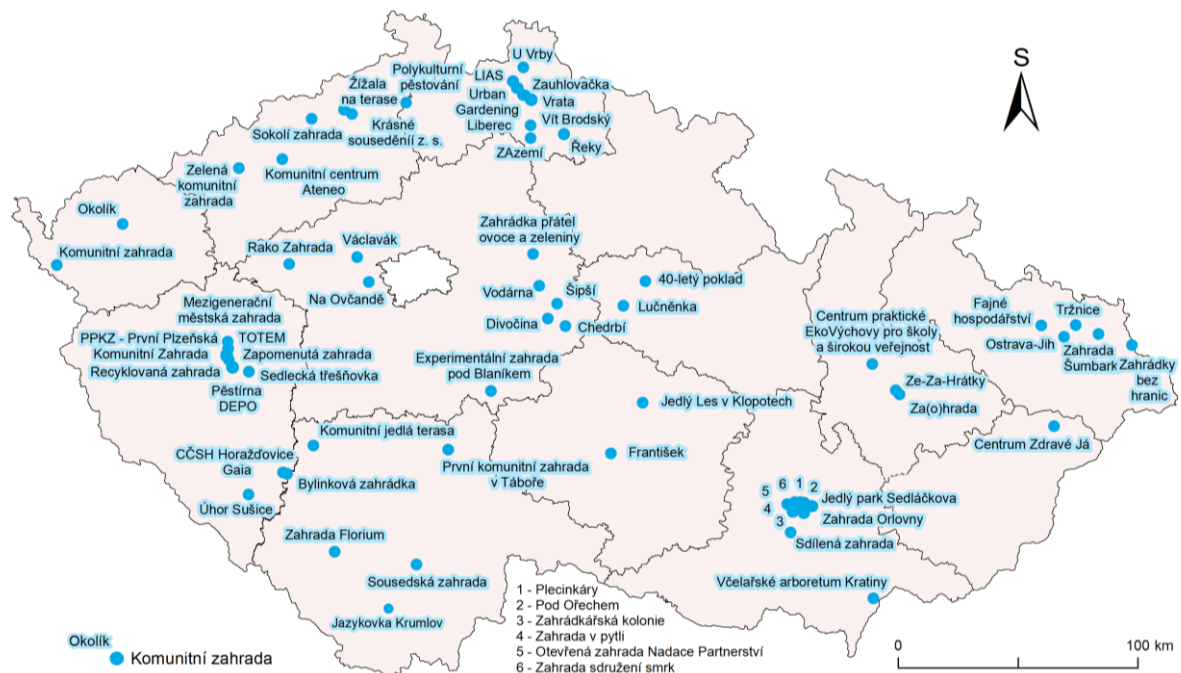 U Vrby
LIAS
Zauhlovačka
Urban
Gardening
Liberec
Vrata
Vít Brodský
Řeky
ZAzemí
Polykulturní
pěstování
Žížala
na terase
Krásné
souseděníí z. s.
Sokolí zahrada
Komunitní centrum
Ateneo
Zelená
komunitní
zahrada
Okolík
Komunitní zahrada
S
Rako Zahrada
Václavák
Na Ovčandě
Zahrádka přátel
ovoce a zeleniny
Vodárna
Šipší
Divočina
Chedrbí
40-letý poklad
Lučněnka
Experimentální zahrada
pod Blaníkem
Mezigenerační
městská zahrada
PPKZ - První Plzeňská
Komunitní Zahrada
TOTEM
Zapomenutá zahrada
Recyklovaná zahrada
Sedlecká třešňovka
Pěstírna
DEPO
Centrum praktické
EkoVýchovy pro školy
a širokou veřejnost
Ze-Za-Hrátky
Za(o)hrada
Fajné
hospodářství
Tržnice
Ostrava-Jih
Zahrada
Šumbark
Zahrádky
bez
hranic
Centrum Zdravé Já
Jedlý Les v Klopotech
František
Komunitní jedlá terasa
První komunitní zahrada
v Táboře
ČČSH Horažďovice
Gaia
Bylinková zahrádka
Úhor Sušice
Zahrada Florium
Sousedská zahrada
Jazykovka Krumlov
6
1
2
5
4
3
Jedlý park Sedláčkova
Zahrada Orlovny
Sdílená zahrada
Včelařské arboretum Kratiny
1 - Plecinkáry
2 - Pod Ořechem
3 - Zahrádkářská kolonie
4 - Zahrada v pytli
5 - Otevřená zahrada Nadace Partnerství
6 - Zahrada sdružení smrk
Okolík
Komunitní zahrada
0
100 km